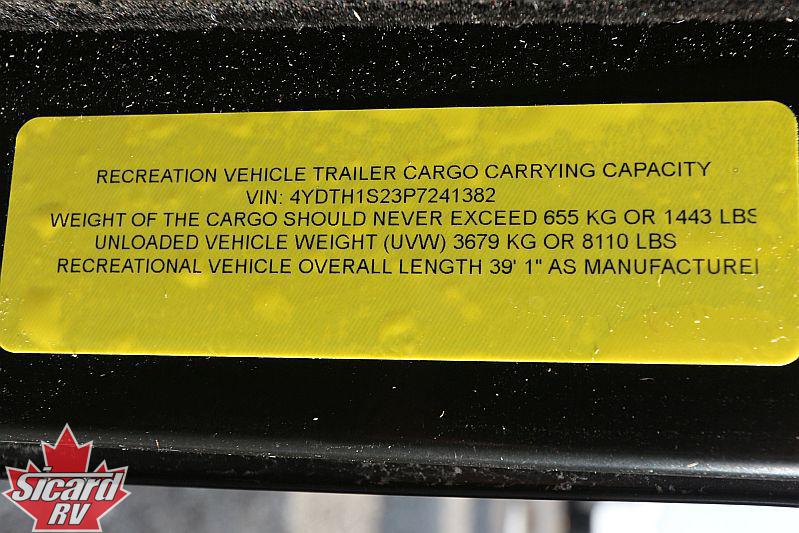 RECREATION VEHICLE TRAILER CARGO CARRYING CAPACITY
VIN: 4YDTH1S23P7241382
WEIGHT OF THE CARGO SHOULD NEVER EXCEED 655 KG OR 1443 LBS
UNLOADED VEHICLE WEIGHT (UVW) 3679 KG OR 8110 LBS
RECREATIONAL VEHICLE OVERALL LENGTH 39' 1" AS MANUFACTURE
Sicard
RV